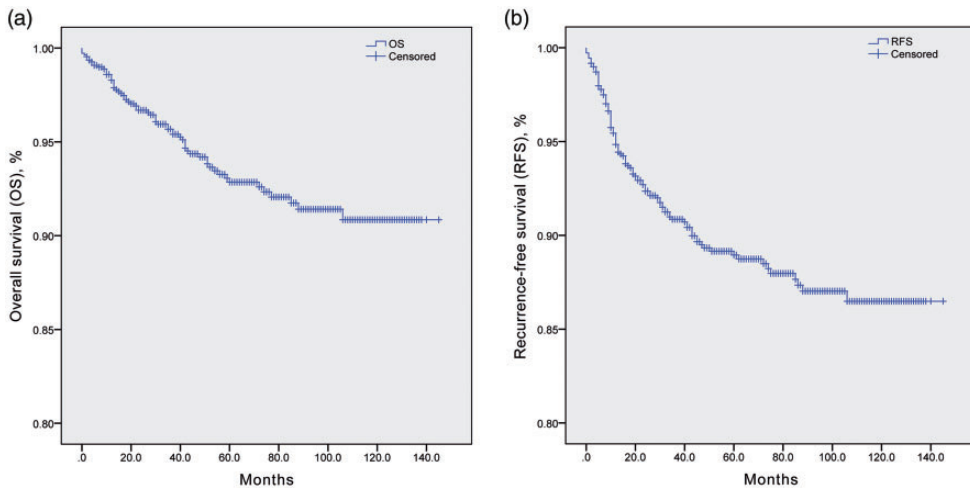 (a)
OS
Censored
1.00
0.95
0.90
0.85
0.80
Overall survival (OS), %
.0 20.0 40.0 60.0 80.0 100.0 120.0 140.0
Months
(b)
RFS
Censored
1.00
0.95
0.90
0.85
0.80
Recurrence-free survival (RFS), %
.0 20.0 40.0 60.0 80.0 100.0 120.0 140.0
Months